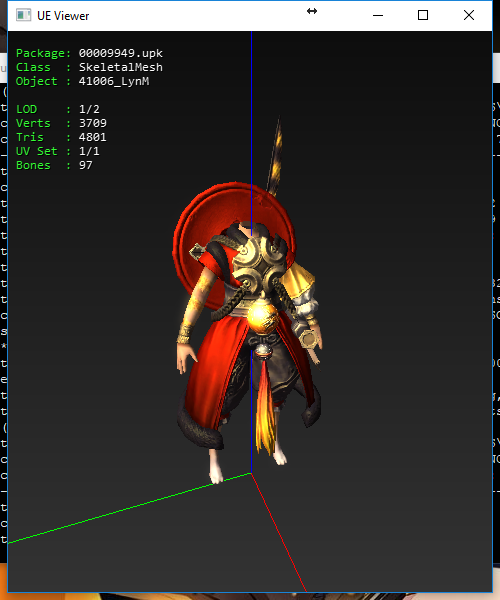 UE Viewer
Package: 00009949.upk
Class : SkeletalMesh
Object : 41006_LynM
LOD : 1/2
Verts : 3709
Tris : 4801
UV Set : 1/1
Bones : 97